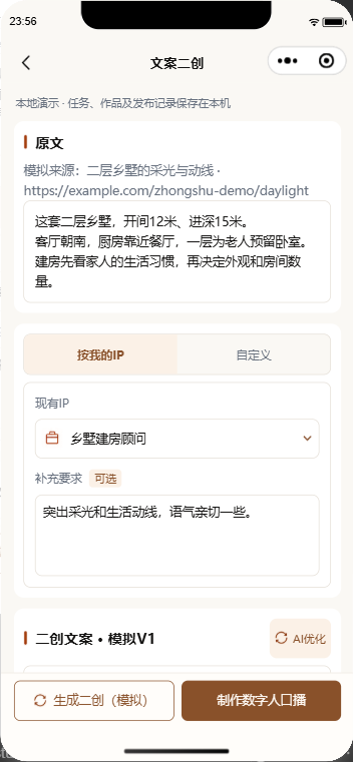 23:56
文案二创
本地演示 · 任务、作品及发布记录保存在本机
原文
模拟来源：二层乡墅的采光与动线 ·
https://example.com/zhongshu-demo/daylight
这套二层乡墅，开间12米、进深15米。
客厅朝南，厨房靠近餐厅，一层为老人预留卧室。
建房先看家人的生活习惯，再决定外观和房间数
量。
按我的IP
自定义
现有IP
乡墅建房顾问
补充要求 可选
突出采光和生活动线，语气亲切一些。
二创文案 · 模拟V1
AI优化
生成二创（模拟）
制作数字人口播